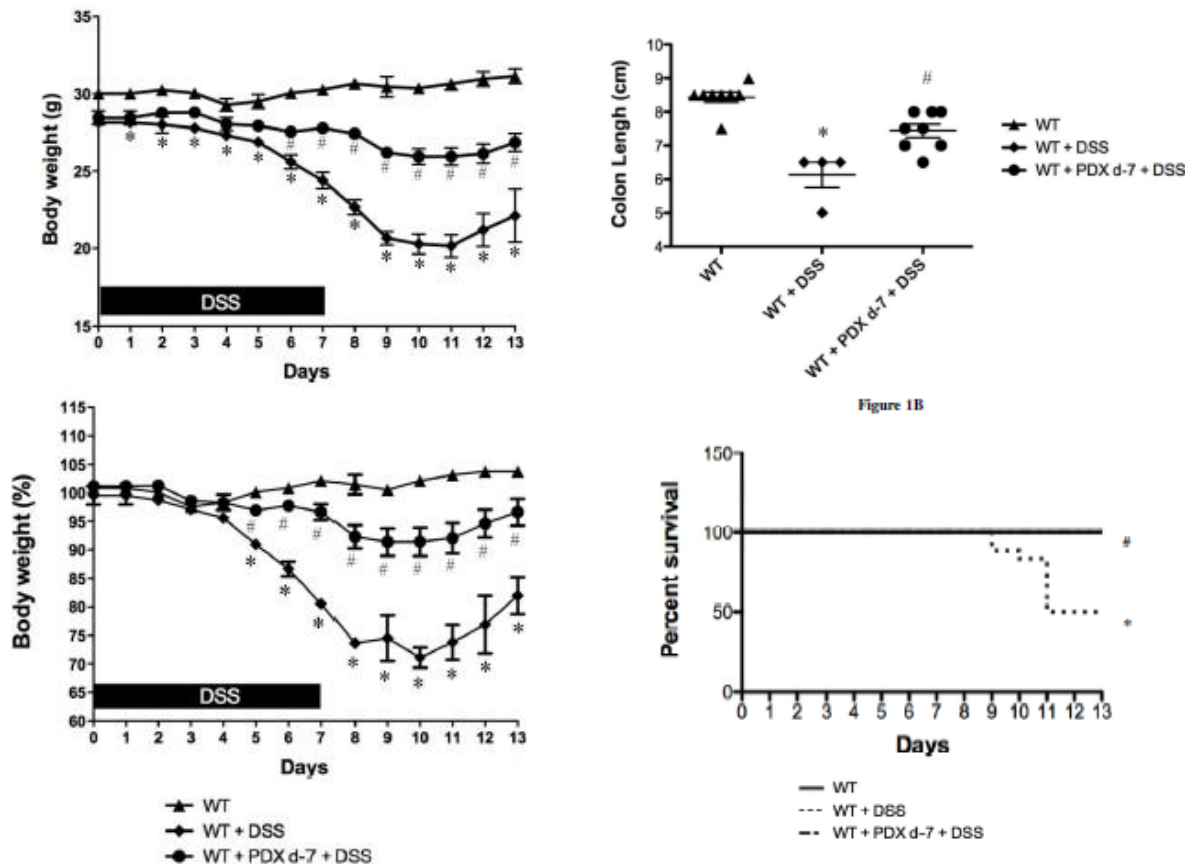 Body weight (g)
35
30
25
20
15
* * * * * * * * * * * * *
# # # # # # # #
DSS
0 1 2 3 4 5 6 7 8 9 10 11 12 13
Days
Colon Lengh (cm)
10
9
8
7
6
5
4
*
#
WT
WT + DSS
WT + PDX d-7 + DSS
WT
WT + DSS
WT + PDX d-7 + DSS
Figure 1B
Body weight (%)
115
110
105
100
95
90
85
80
75
70
65
60
# # # # # # # # #
* * * * * * * * *
DSS
0 1 2 3 4 5 6 7 8 9 10 11 12 13
Days
WT
WT + DSS
WT + PDX d-7 + DSS
Percent survival
150
100
50
0
#
*
0 1 2 3 4 5 6 7 8 9 10 11 12 13
Days
WT
WT + DSS
WT + PDX d-7 + DSS